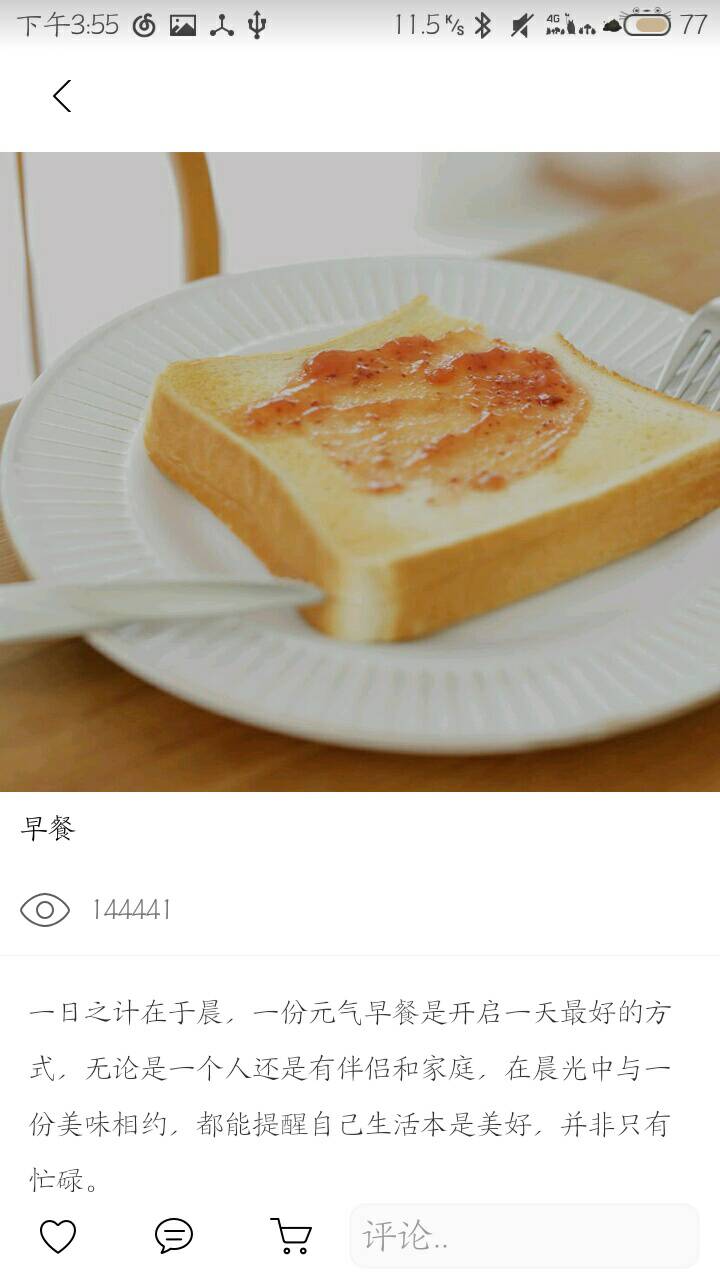 下午3:55 11.5 K/s 4G 77
早餐
144441
一日之计在于晨，一份元气早餐是开启一天最好的方
式，无论是一个人还是有伴侣和家庭，在晨光中与一
份美味相约，都能提醒自己生活本是美好，并非只有
忙碌。
评论..